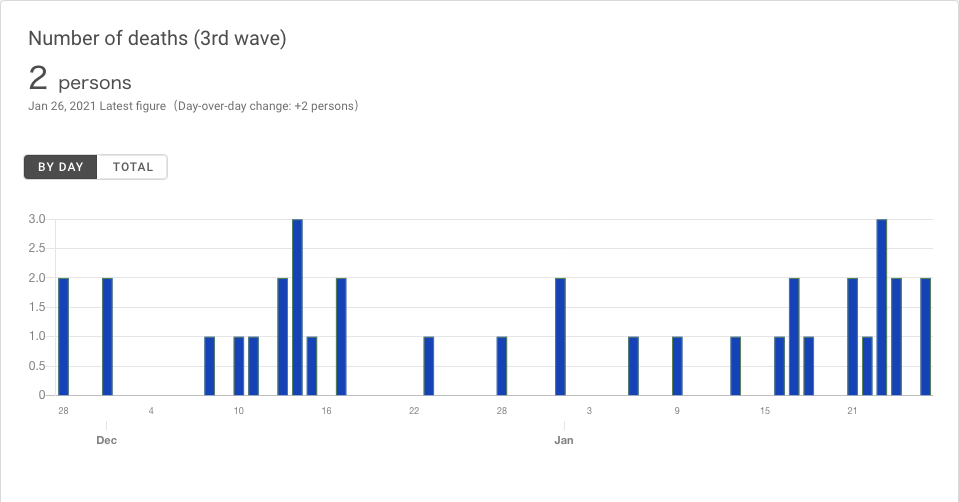 Number of deaths (3rd wave)
2 persons
Jan 26, 2021 Latest figure（Day-over-day change: +2 persons）
BY DAY TOTAL
3.0
2.5
2.0
1.5
1.0
0.5
0
28 4 10 16 22 28 3 9 15 21
Dec Jan